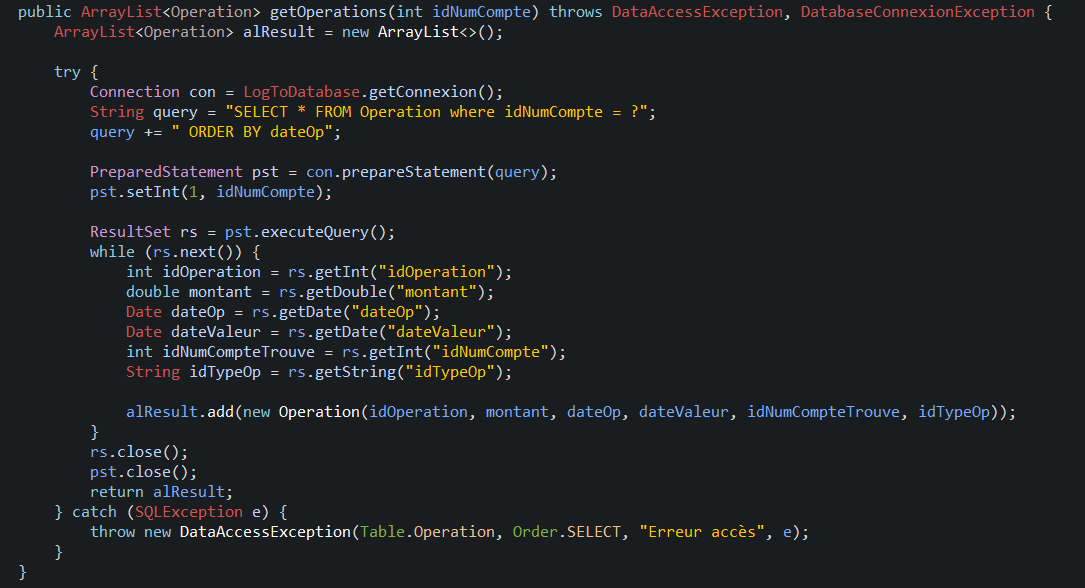 public ArrayList<Operation> getOperations(int idNumCompte) throws DataAccessException, DatabaseConnexionException {
    ArrayList<Operation> alResult = new ArrayList<>();

    try {
        Connection con = LogToDatabase.getConnexion();
        String query = "SELECT * FROM Operation where idNumCompte = ?";
        query += " ORDER BY dateOp";

        PreparedStatement pst = con.prepareStatement(query);
        pst.setInt(1, idNumCompte);

        ResultSet rs = pst.executeQuery();
        while (rs.next()) {
            int idOperation = rs.getInt("idOperation");
            double montant = rs.getDouble("montant");
            Date dateOp = rs.getDate("dateOp");
            Date dateValeur = rs.getDate("dateValeur");
            int idNumCompteTrouve = rs.getInt("idNumCompte");
            String idTypeOp = rs.getString("idTypeOp");

            alResult.add(new Operation(idOperation, montant, dateOp, dateValeur, idNumCompteTrouve, idTypeOp));
        }
        rs.close();
        pst.close();
        return alResult;
    } catch (SQLException e) {
        throw new DataAccessException(Table.Operation, Order.SELECT, "Erreur accès", e);
    }
}